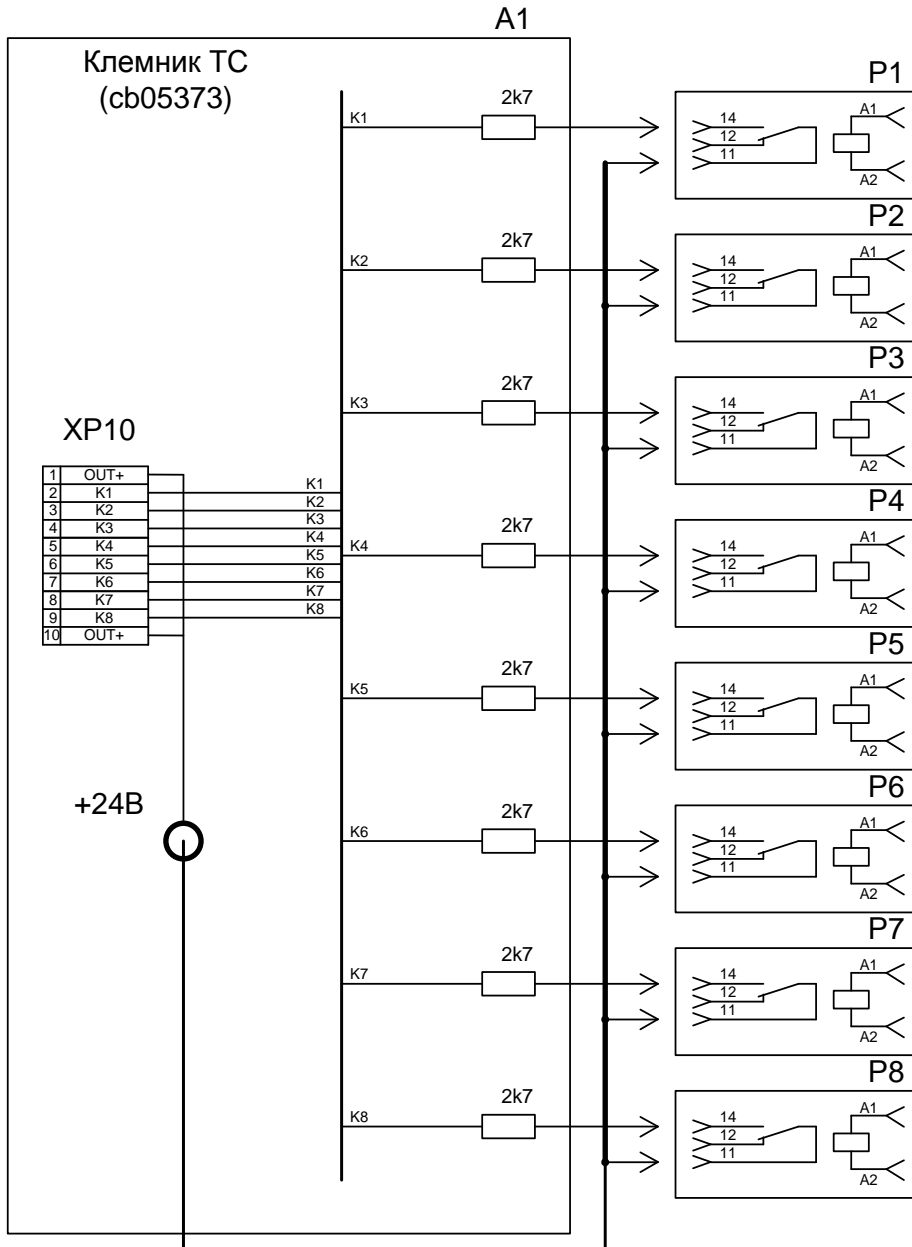 A1
Клемник ТС
(cb05373)
XP10
1 OUT+
2 K1
3 K2
4 K3
5 K4
6 K5
7 K6
8 K7
9 K8
10 OUT+
K1
K2
K3
K4
K5
K6
K7
K8
+24В
K1 2k7
K2 2k7
K3 2k7
K4 2k7
K5 2k7
K6 2k7
K7 2k7
K8 2k7
P1
14 A1
12
11
A2
P2
14 A1
12
11
A2
P3
14 A1
12
11
A2
P4
14 A1
12
11
A2
P5
14 A1
12
11
A2
P6
14 A1
12
11
A2
P7
14 A1
12
11
A2
P8
14 A1
12
11
A2